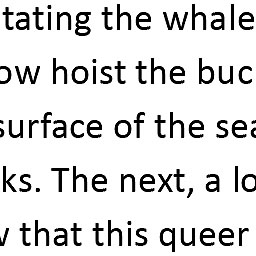 tating the whale
ow hoist the buc
surface of the sea
ks. The next, a lo
v that this queer